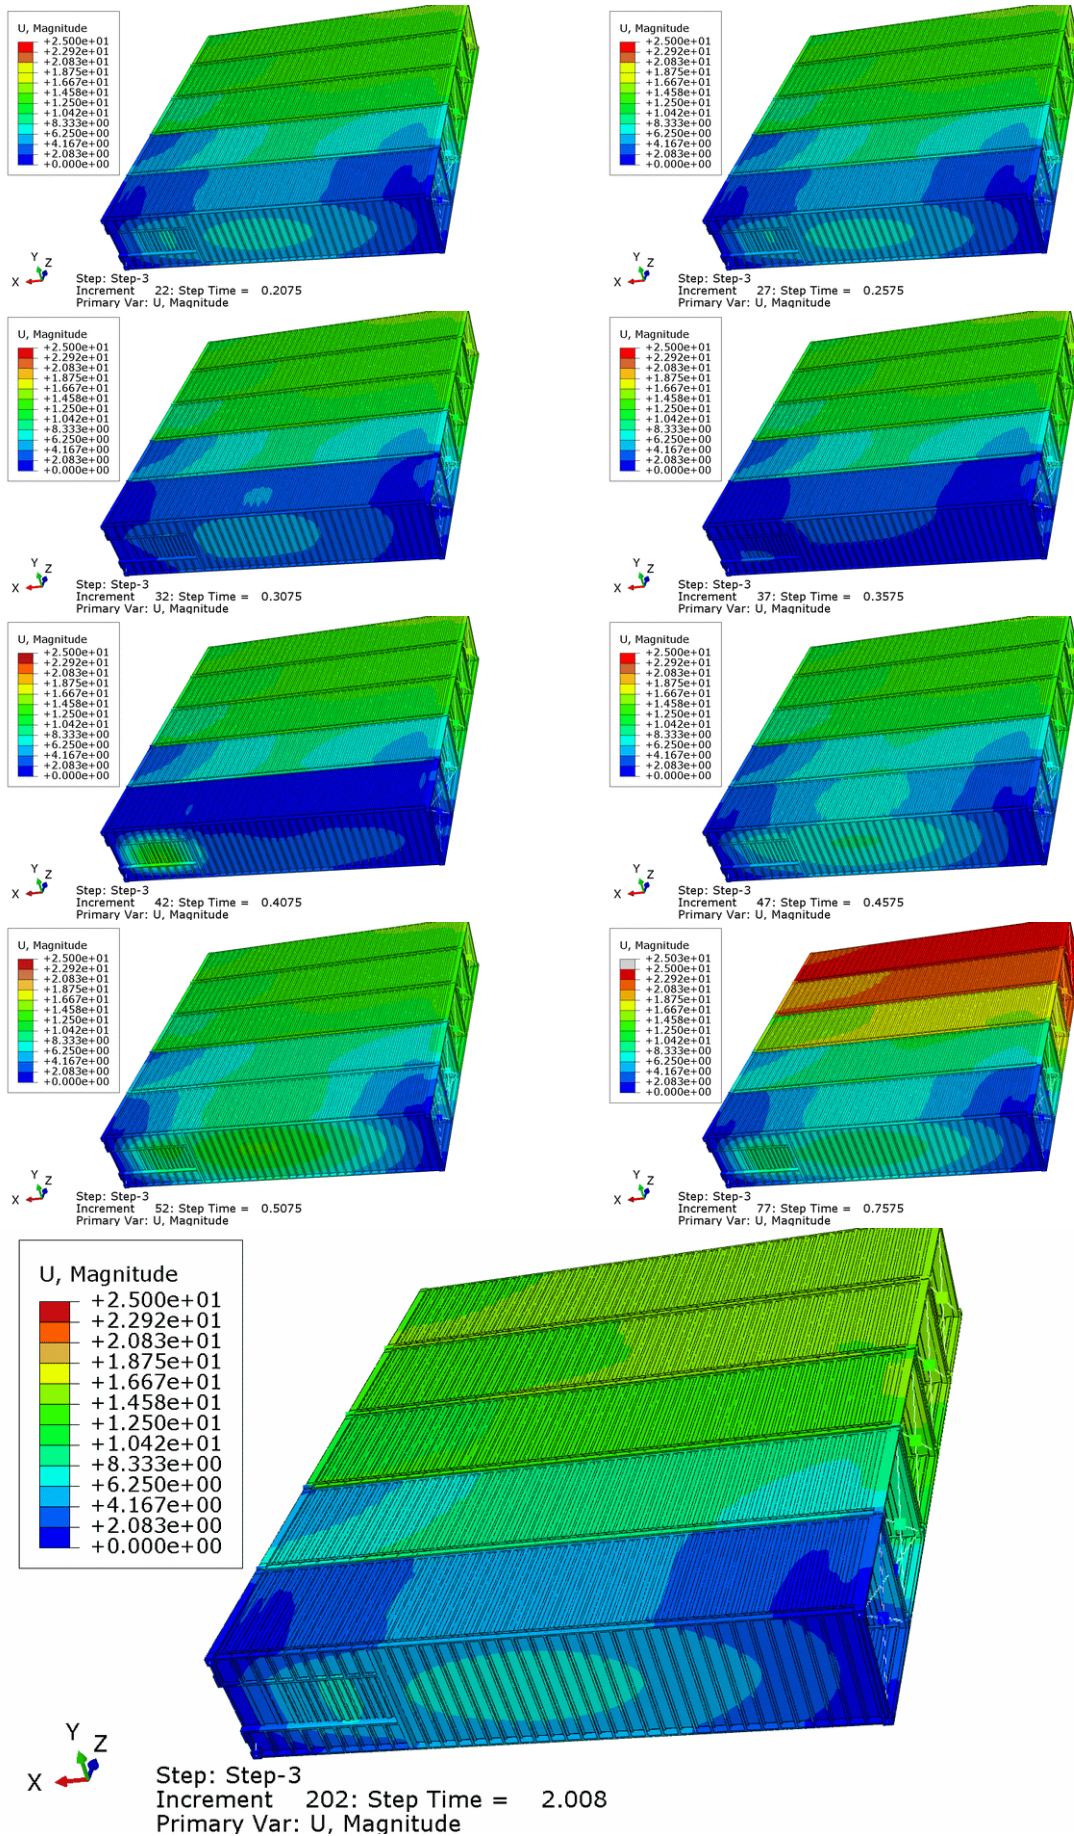 U, Magnitude
+2.500e+01
+2.292e+01
+2.083e+01
+1.875e+01
+1.667e+01
+1.458e+01
+1.250e+01
+1.042e+01
+8.333e+00
+6.250e+00
+4.167e+00
+2.083e+00
+0.000e+00
Y
Z
X
Step: Step-3
Increment 22: Step Time = 0.2075
Primary Var: U, Magnitude
U, Magnitude
+2.500e+01
+2.292e+01
+2.083e+01
+1.875e+01
+1.667e+01
+1.458e+01
+1.250e+01
+1.042e+01
+8.333e+00
+6.250e+00
+4.167e+00
+2.083e+00
+0.000e+00
Y
Z
X
Step: Step-3
Increment 27: Step Time = 0.2575
Primary Var: U, Magnitude
U, Magnitude
+2.500e+01
+2.292e+01
+2.083e+01
+1.875e+01
+1.667e+01
+1.458e+01
+1.250e+01
+1.042e+01
+8.333e+00
+6.250e+00
+4.167e+00
+2.083e+00
+0.000e+00
Y
Z
X
Step: Step-3
Increment 32: Step Time = 0.3075
Primary Var: U, Magnitude
U, Magnitude
+2.500e+01
+2.292e+01
+2.083e+01
+1.875e+01
+1.667e+01
+1.458e+01
+1.250e+01
+1.042e+01
+8.333e+00
+6.250e+00
+4.167e+00
+2.083e+00
+0.000e+00
Y
Z
X
Step: Step-3
Increment 37: Step Time = 0.3575
Primary Var: U, Magnitude
U, Magnitude
+2.500e+01
+2.292e+01
+2.083e+01
+1.875e+01
+1.667e+01
+1.458e+01
+1.250e+01
+1.042e+01
+8.333e+00
+6.250e+00
+4.167e+00
+2.083e+00
+0.000e+00
Y
Z
X
Step: Step-3
Increment 42: Step Time = 0.4075
Primary Var: U, Magnitude
U, Magnitude
+2.500e+01
+2.292e+01
+2.083e+01
+1.875e+01
+1.667e+01
+1.458e+01
+1.250e+01
+1.042e+01
+8.333e+00
+6.250e+00
+4.167e+00
+2.083e+00
+0.000e+00
Y
Z
X
Step: Step-3
Increment 47: Step Time = 0.4575
Primary Var: U, Magnitude
U, Magnitude
+2.500e+01
+2.292e+01
+2.083e+01
+1.875e+01
+1.667e+01
+1.458e+01
+1.250e+01
+1.042e+01
+8.333e+00
+6.250e+00
+4.167e+00
+2.083e+00
+0.000e+00
Y
Z
X
Step: Step-3
Increment 52: Step Time = 0.5075
Primary Var: U, Magnitude
U, Magnitude
+2.503e+01
+2.500e+01
+2.292e+01
+2.083e+01
+1.875e+01
+1.667e+01
+1.458e+01
+1.250e+01
+1.042e+01
+8.333e+00
+6.250e+00
+4.167e+00
+2.083e+00
+0.000e+00
Y
Z
X
Step: Step-3
Increment 77: Step Time = 0.7575
Primary Var: U, Magnitude
U, Magnitude
+2.500e+01
+2.292e+01
+2.083e+01
+1.875e+01
+1.667e+01
+1.458e+01
+1.250e+01
+1.042e+01
+8.333e+00
+6.250e+00
+4.167e+00
+2.083e+00
+0.000e+00
Y
Z
X
Step: Step-3
Increment 202: Step Time = 2.008
Primary Var: U, Magnitude